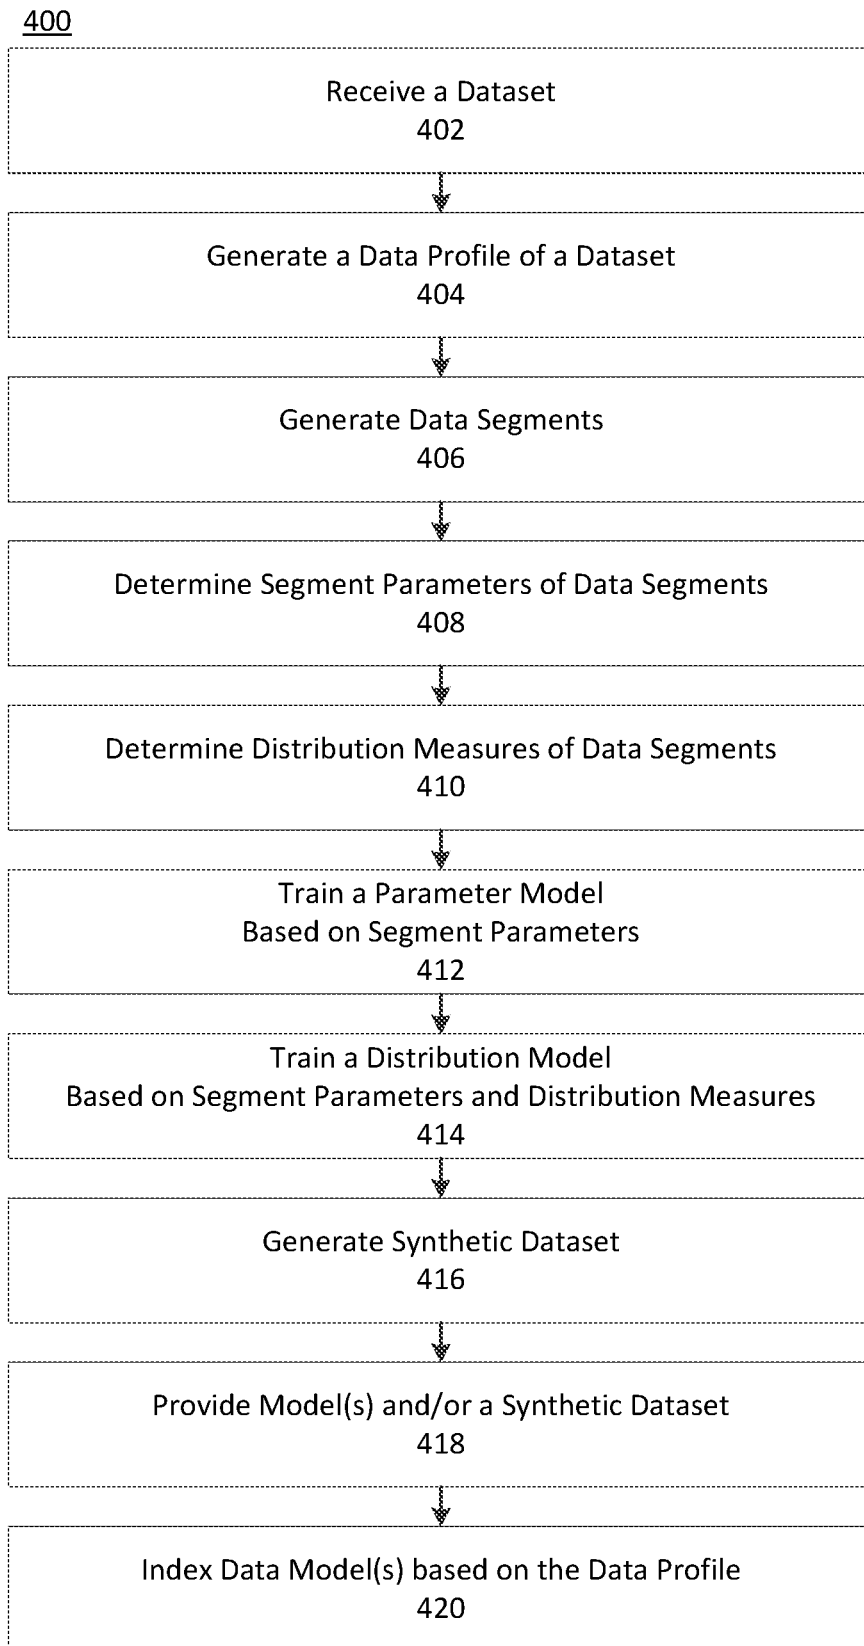 400
Receive a Dataset
402
Generate a Data Profile of a Dataset
404
Generate Data Segments
406
Determine Segment Parameters of Data Segments
408
Determine Distribution Measures of Data Segments
410
Train a Parameter Model
Based on Segment Parameters
412
Train a Distribution Model
Based on Segment Parameters and Distribution Measures
414
Generate Synthetic Dataset
416
Provide Model(s) and/or a Synthetic Dataset
418
Index Data Model(s) based on the Data Profile
420